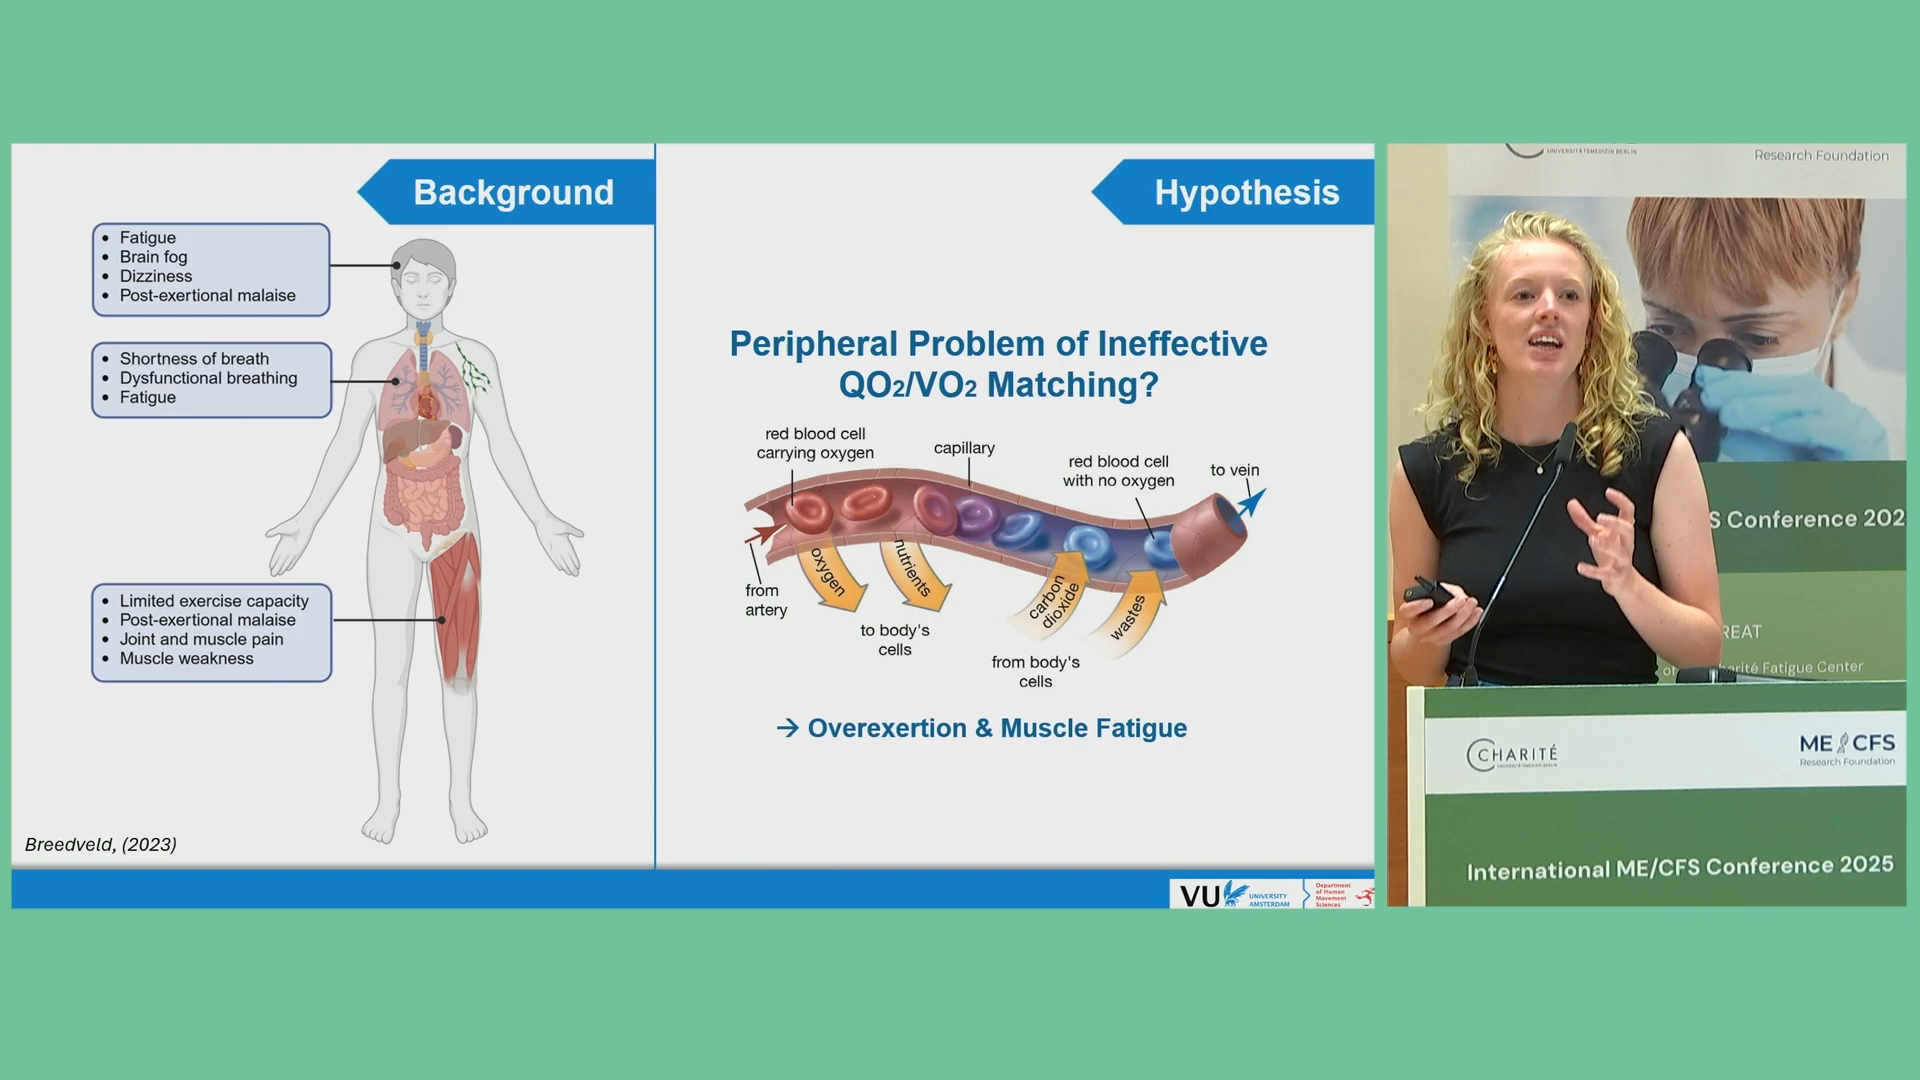 Background
Fatigue
Brain fog
Dizziness
Post-exertional malaise
Shortness of breath
Dysfunctional breathing
Fatigue
Limited exercise capacity
Post-exertional malaise
Joint and muscle pain
Muscle weakness
Breedveld, (2023)
Hypothesis
Peripheral Problem of Ineffective
QO2/VO2 Matching?
red blood cell
carrying oxygen
capillary
red blood cell
with no oxygen
to vein
from
artery
oxygen
nutrients
to body's
cells
carbon
dioxide
wastes
from body's
cells
→ Overexertion & Muscle Fatigue
VU
UNIVERSITY
AMSTERDAM
Department
of Human
Movement
Sciences
UNIVERSITÄTSMEDIZIN BERLIN
Research Foundation
S Conference 202
REAT
arité Fatigue Center
CHARITÉ
UNIVERSITÄTSMEDIZIN BERLIN
ME CFS
Research Foundation
International ME/CFS Conference 2025